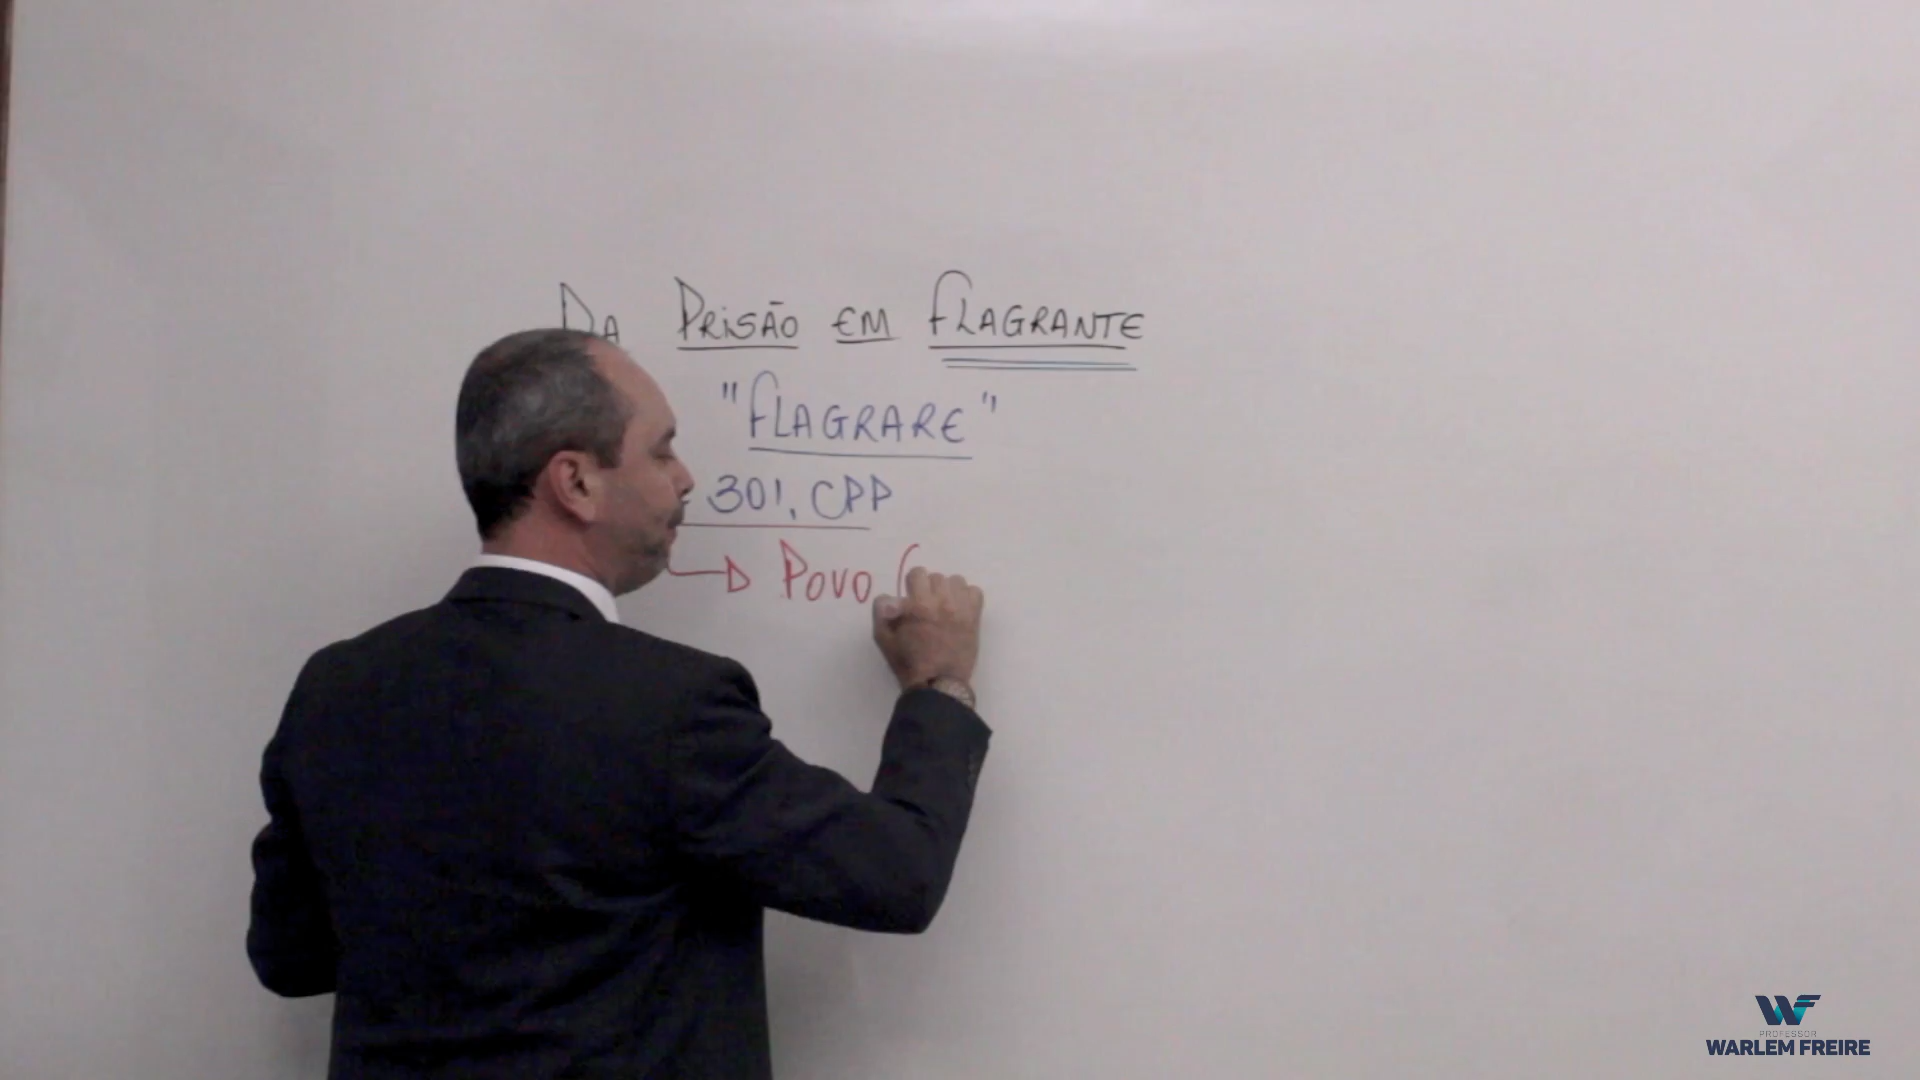 Da Prisão em Flagrante
"Flagrare"
301, CPP
Povo (
PROFESSOR
WARLEM FREIRE